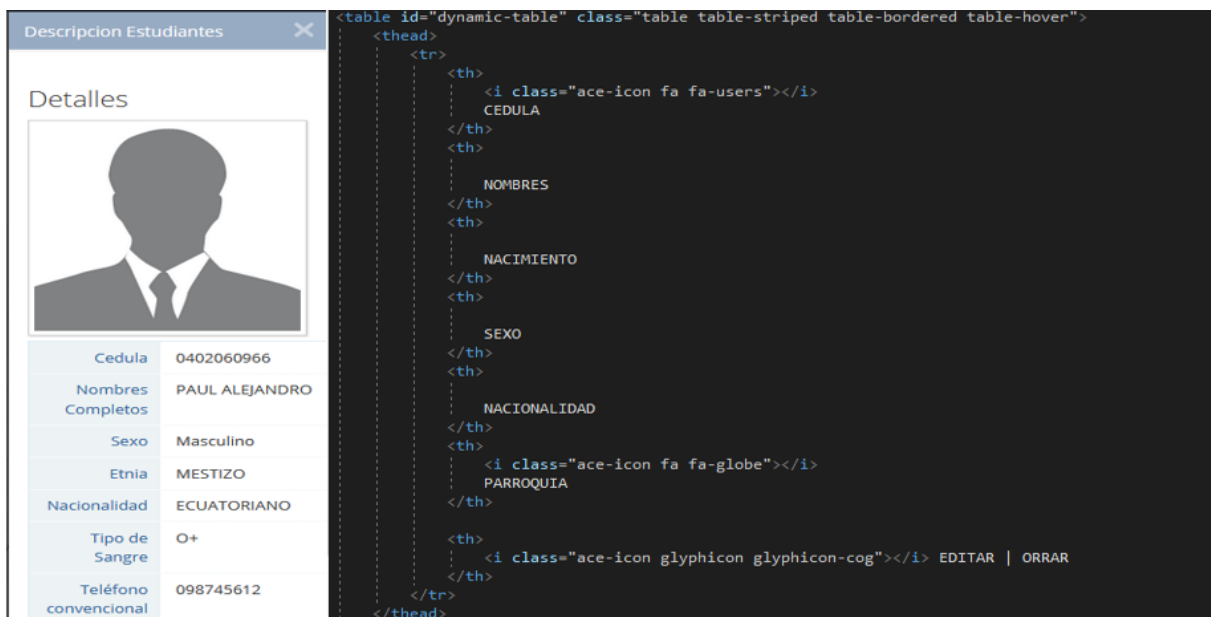 Descripcion Estudiantes ×
Detalles
Cedula 0402060966
Nombres PAUL ALEJANDRO
Completos
Sexo Masculino
Etnia MESTIZO
Nacionalidad ECUATORIANO
Tipo de O+
Sangre
Teléfono 098745612
convencional
<table id="dynamic-table" class="table table-striped table-bordered table-hover">
<thead>
<tr>
<th>
<i class="ace-icon fa fa-users"></i>
CEDULA
</th>
<th>
NOMBRES
</th>
<th>
NACIMIENTO
</th>
<th>
SEXO
</th>
<th>
NACIONALIDAD
</th>
<th>
<i class="ace-icon fa fa-globe"></i>
PARROQUIA
</th>
<th>
<i class="ace-icon glyphicon glyphicon-cog"></i> EDITAR | ORRAR
</th>
</tr>
</thead>